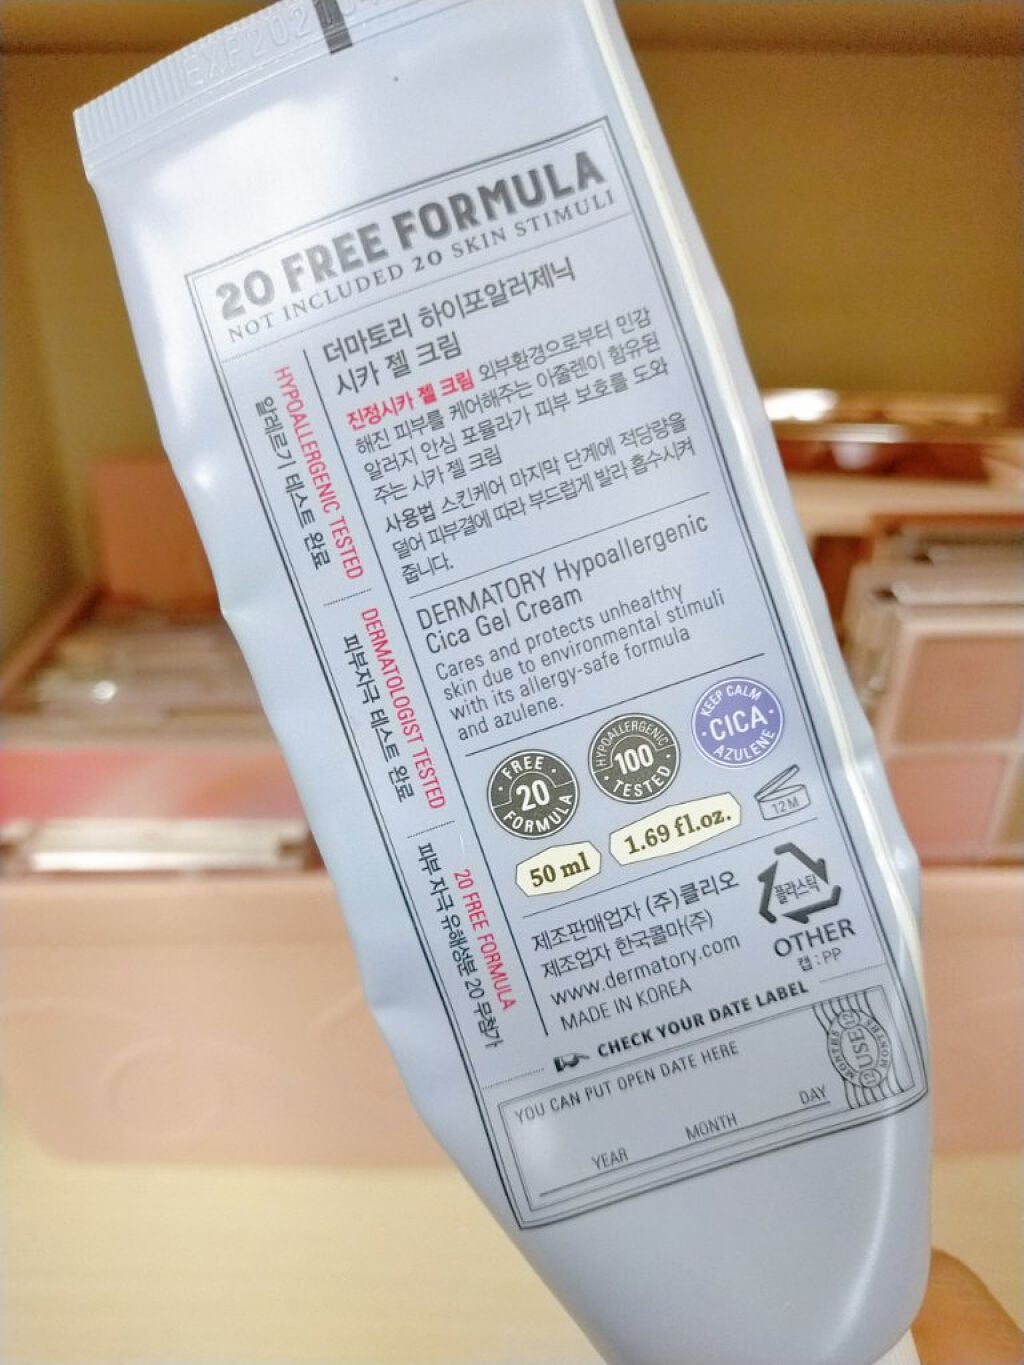 EXP202
20 FREE FORMULA
NOT INCLUDED 20 SKIN STIMULI
더마토리 하이포알러제닉
시카 젤 크림
진정시카 젤 크림 외부환경으로부터 민감
해진 피부를 케어해주는 아줄렌이 함유된
알러지 안심 포뮬라가 피부 보호를 도와
주는 시카 젤 크림
사용법 스킨케어 마지막 단계에 적당량을
덜어 피부결에 따라 부드럽게 발라 흡수시켜
줍니다.
HYPOALLERGENIC TESTED
알레르기 테스트 완료
DERMATOLOGIST TESTED
피부자극 테스트 완료
20 FREE FORMULA
피부 자극 유해성분 20 무첨가
DERMATORY Hypoallergenic
Cica Gel Cream
Cares and protects unhealthy
skin due to environmental stimuli
with its allergy-safe formula
and azulene.
FREE
20
FORMULA
HYPOALLERGENIC
100
TESTED
KEEP CALM
CICA
AZULENE
50 ml
1.69 fl.oz.
12M
제조판매업자 (주)클리오
제조업자 한국콜마(주)
www.dermatory.com
MADE IN KOREA
플라스틱
OTHER
캡 : PP
CHECK YOUR DATE LABEL
YOU CAN PUT OPEN DATE HERE
YEAR
MONTH
DAY
12 USE 12
MONTHS
MONTHS